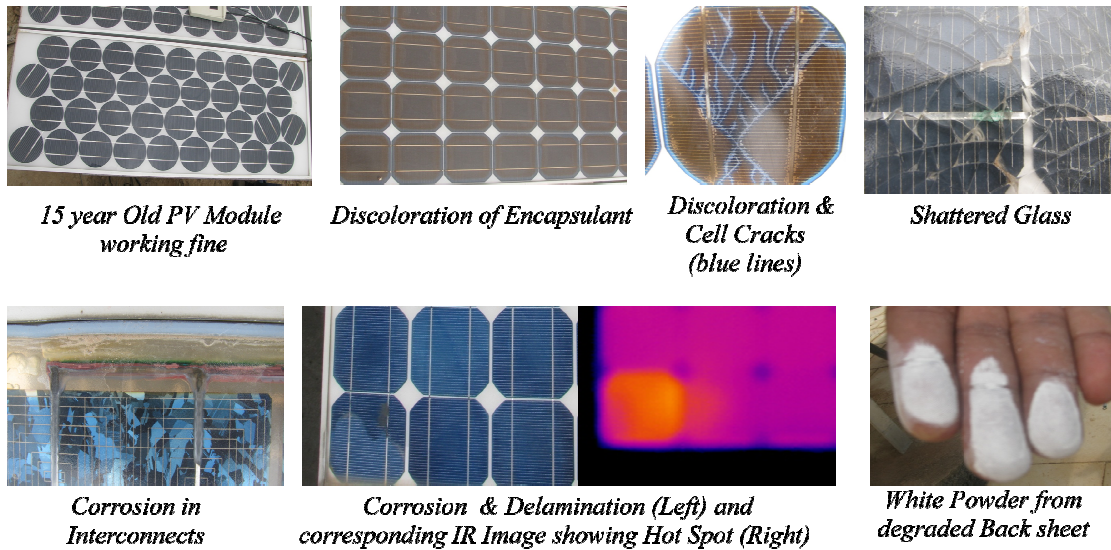 15 year Old PV Module
working fine
Discoloration of Encapsulant
Discoloration &
Cell Cracks
(blue lines)
Shattered Glass
Corrosion in
Interconnects
Corrosion & Delamination (Left) and
corresponding IR Image showing Hot Spot (Right)
White Powder from
degraded Back sheet